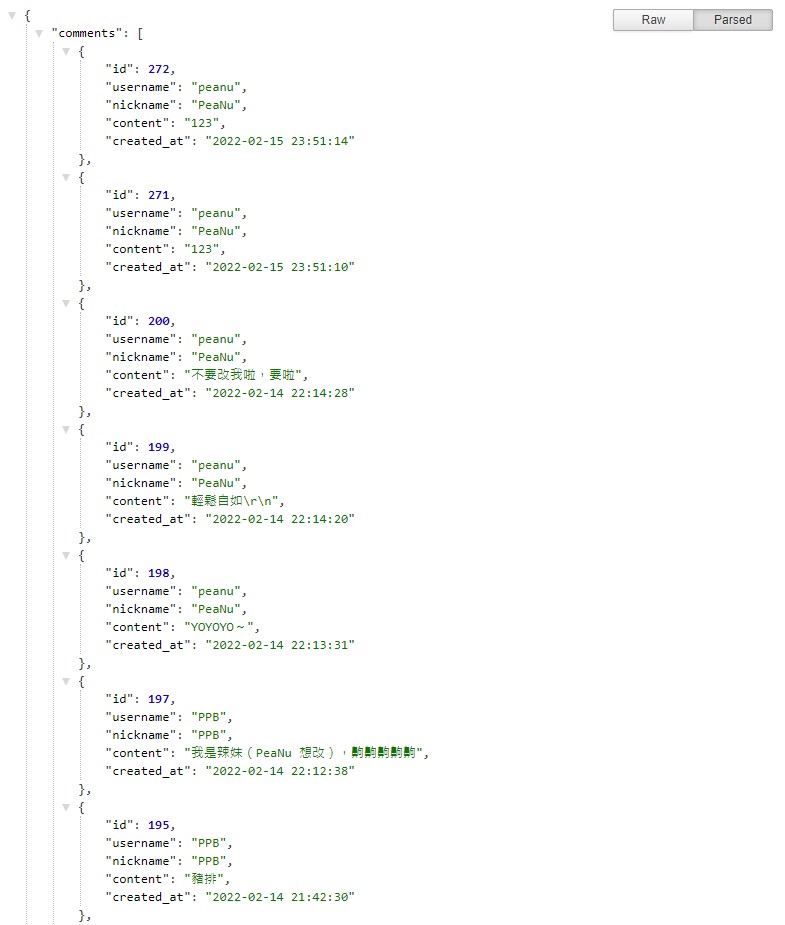 Raw Parsed
{
"comments": [
{
"id": 272,
"username": "peanu",
"nickname": "PeaNu",
"content": "123",
"created_at": "2022-02-15 23:51:14"
},
{
"id": 271,
"username": "peanu",
"nickname": "PeaNu",
"content": "123",
"created_at": "2022-02-15 23:51:10"
},
{
"id": 200,
"username": "peanu",
"nickname": "PeaNu",
"content": "不要改我啦，要啦",
"created_at": "2022-02-14 22:14:28"
},
{
"id": 199,
"username": "peanu",
"nickname": "PeaNu",
"content": "輕鬆自如\r\n",
"created_at": "2022-02-14 22:14:20"
},
{
"id": 198,
"username": "peanu",
"nickname": "PeaNu",
"content": "YOYOYO～",
"created_at": "2022-02-14 22:13:31"
},
{
"id": 197,
"username": "PPB",
"nickname": "PPB",
"content": "我是辣妹（PeaNu 想改），",
"created_at": "2022-02-14 22:12:38"
},
{
"id": 195,
"username": "PPB",
"nickname": "PPB",
"content": "豬排",
"created_at": "2022-02-14 21:42:30"
},